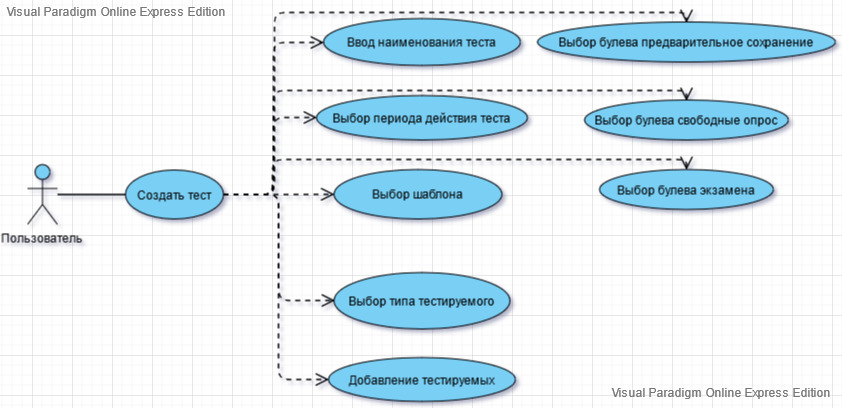 Visual Paradigm Online Express Edition
Ввод наименования теста
Выбор булева предварительное сохранение
Выбор периода действия теста
Выбор булева свободные опрос
Создать тест
Выбор шаблона
Выбор булева экзамена
Пользователь
Выбор типа тестируемого
Добавление тестируемых
Visual Paradigm Online Express Edition